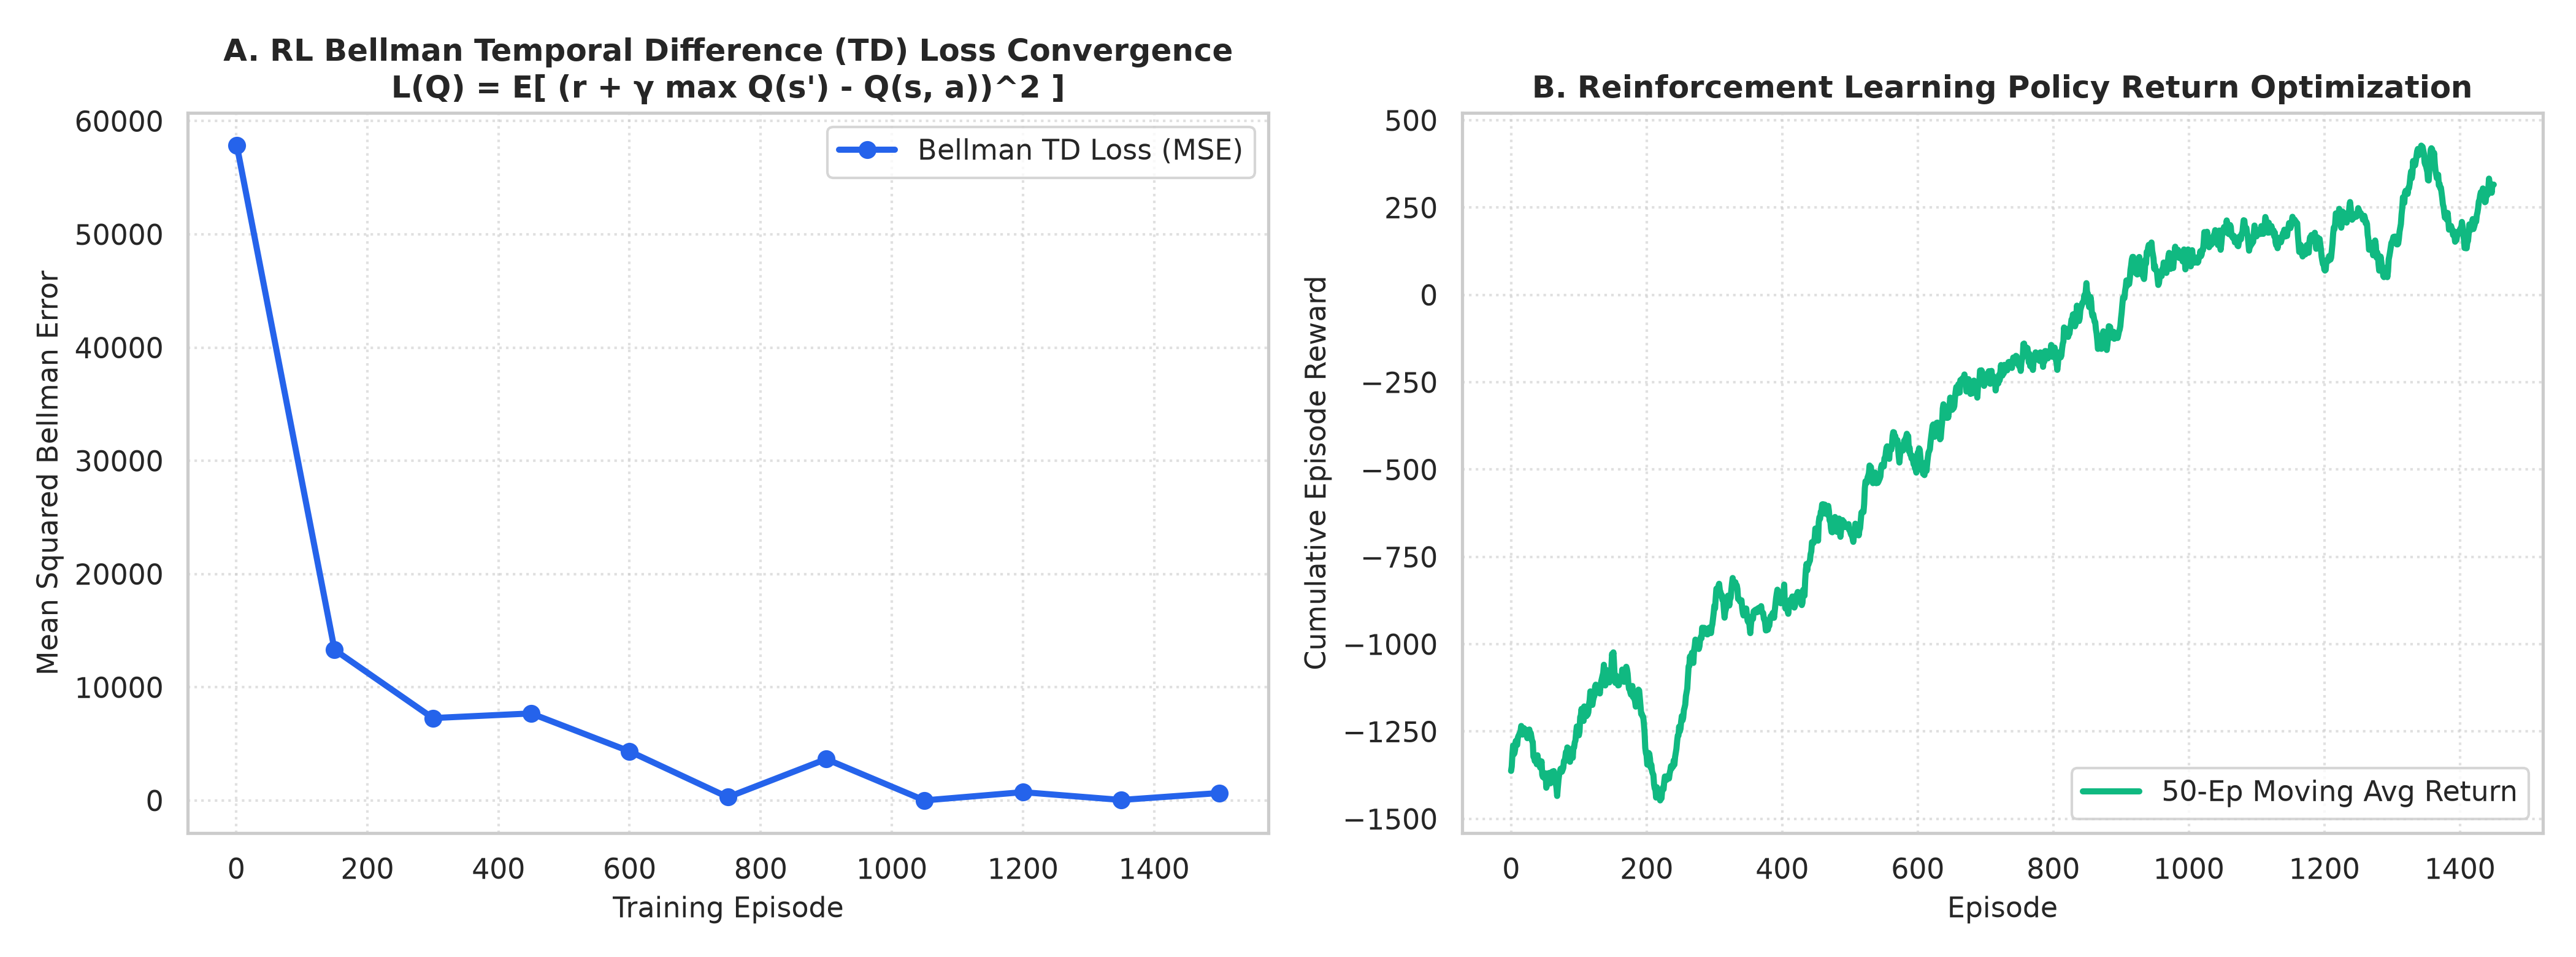 A. RL Bellman Temporal Difference (TD) Loss Convergence
L(Q) = E[ (r + γ max Q(s') - Q(s, a))^2 ]
Mean Squared Bellman Error
60000
50000
40000
30000
20000
10000
0
Bellman TD Loss (MSE)
0 200 400 600 800 1000 1200 1400
Training Episode
B. Reinforcement Learning Policy Return Optimization
Cumulative Episode Reward
500
250
0
−250
−500
−750
−1000
−1250
−1500
50-Ep Moving Avg Return
0 200 400 600 800 1000 1200 1400
Episode